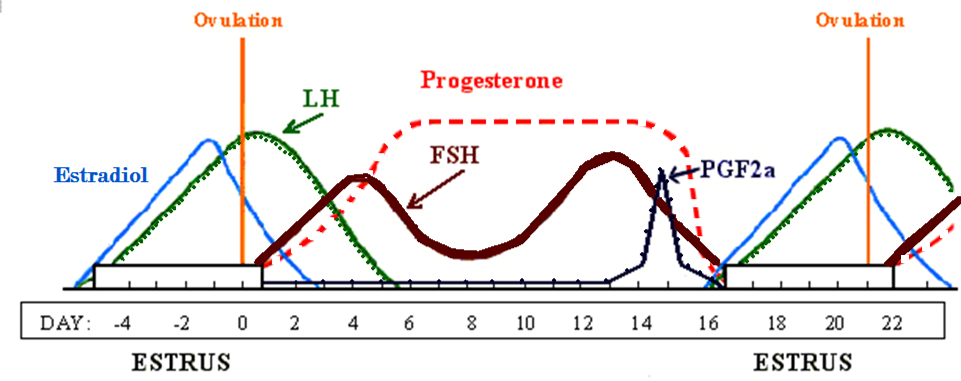 Ovulation Ovulation
Progesterone
LH
FSH
PGF2a
Estradiol
DAY: -4 -2 0 2 4 6 8 10 12 14 16 18 20 22
ESTRUS ESTRUS